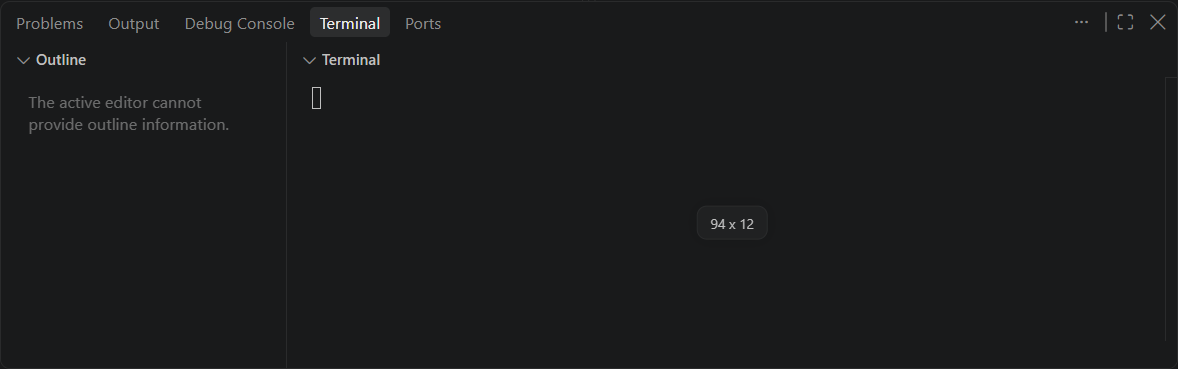 Problems Output Debug Console Terminal Ports
Outline
The active editor cannot
provide outline information.
Terminal
94 x 12